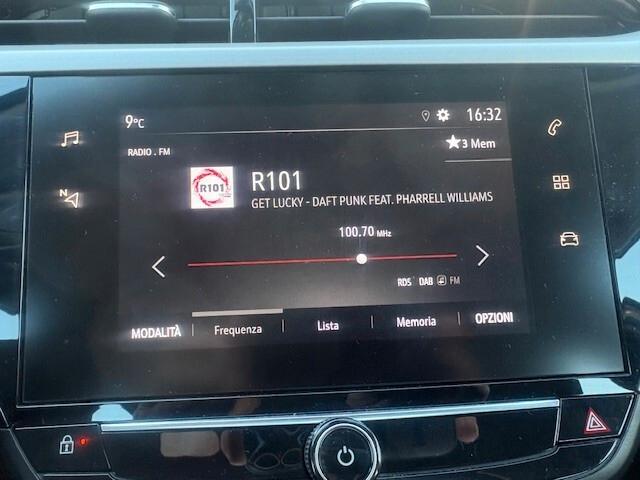 9°C 16:32
RADIO . FM
3 Mem
R101
R101
GET LUCKY - DAFT PUNK FEAT. PHARRELL WILLIAMS
100.70 MHz
RDS DAB FM
MODALITÀ Frequenza Lista Memoria OPZIONI
N